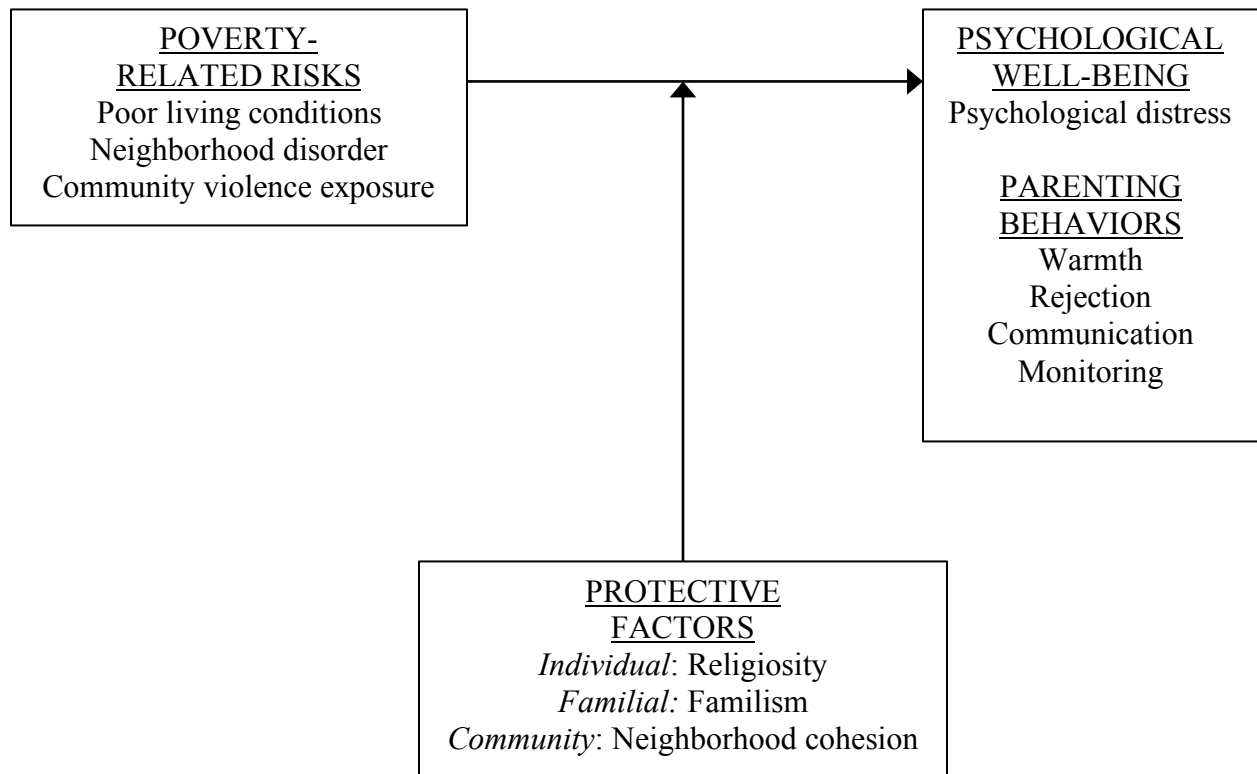 POVERTY-
RELATED RISKS
Poor living conditions
Neighborhood disorder
Community violence exposure
PSYCHOLOGICAL
WELL-BEING
Psychological distress
PARENTING
BEHAVIORS
Warmth
Rejection
Communication
Monitoring
PROTECTIVE
FACTORS
Individual: Religiosity
Familial: Familism
Community: Neighborhood cohesion